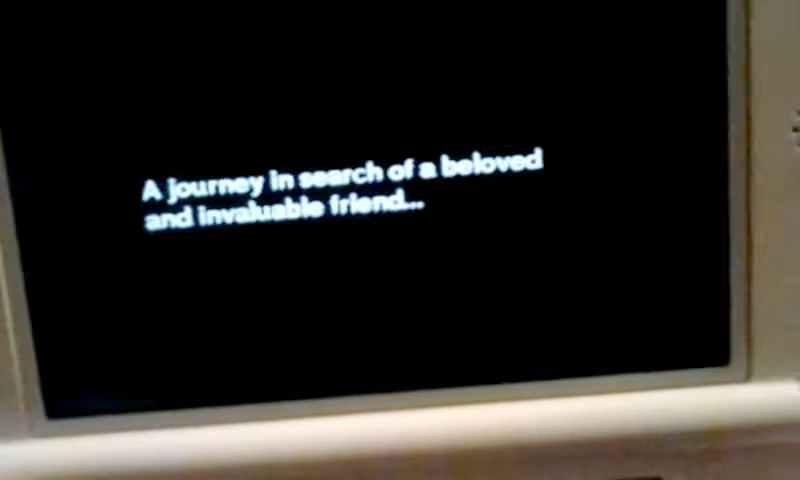 A journey in search of a beloved
and invaluable friend...